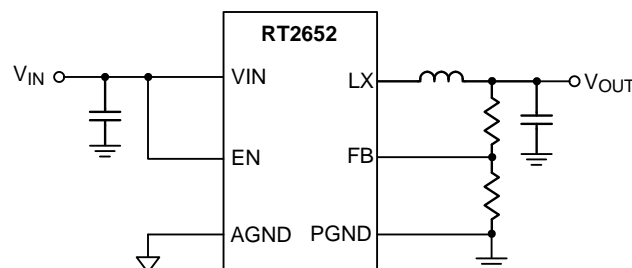 RT2652
VIN
VIN
LX
VOUT
EN
FB
AGND
PGND